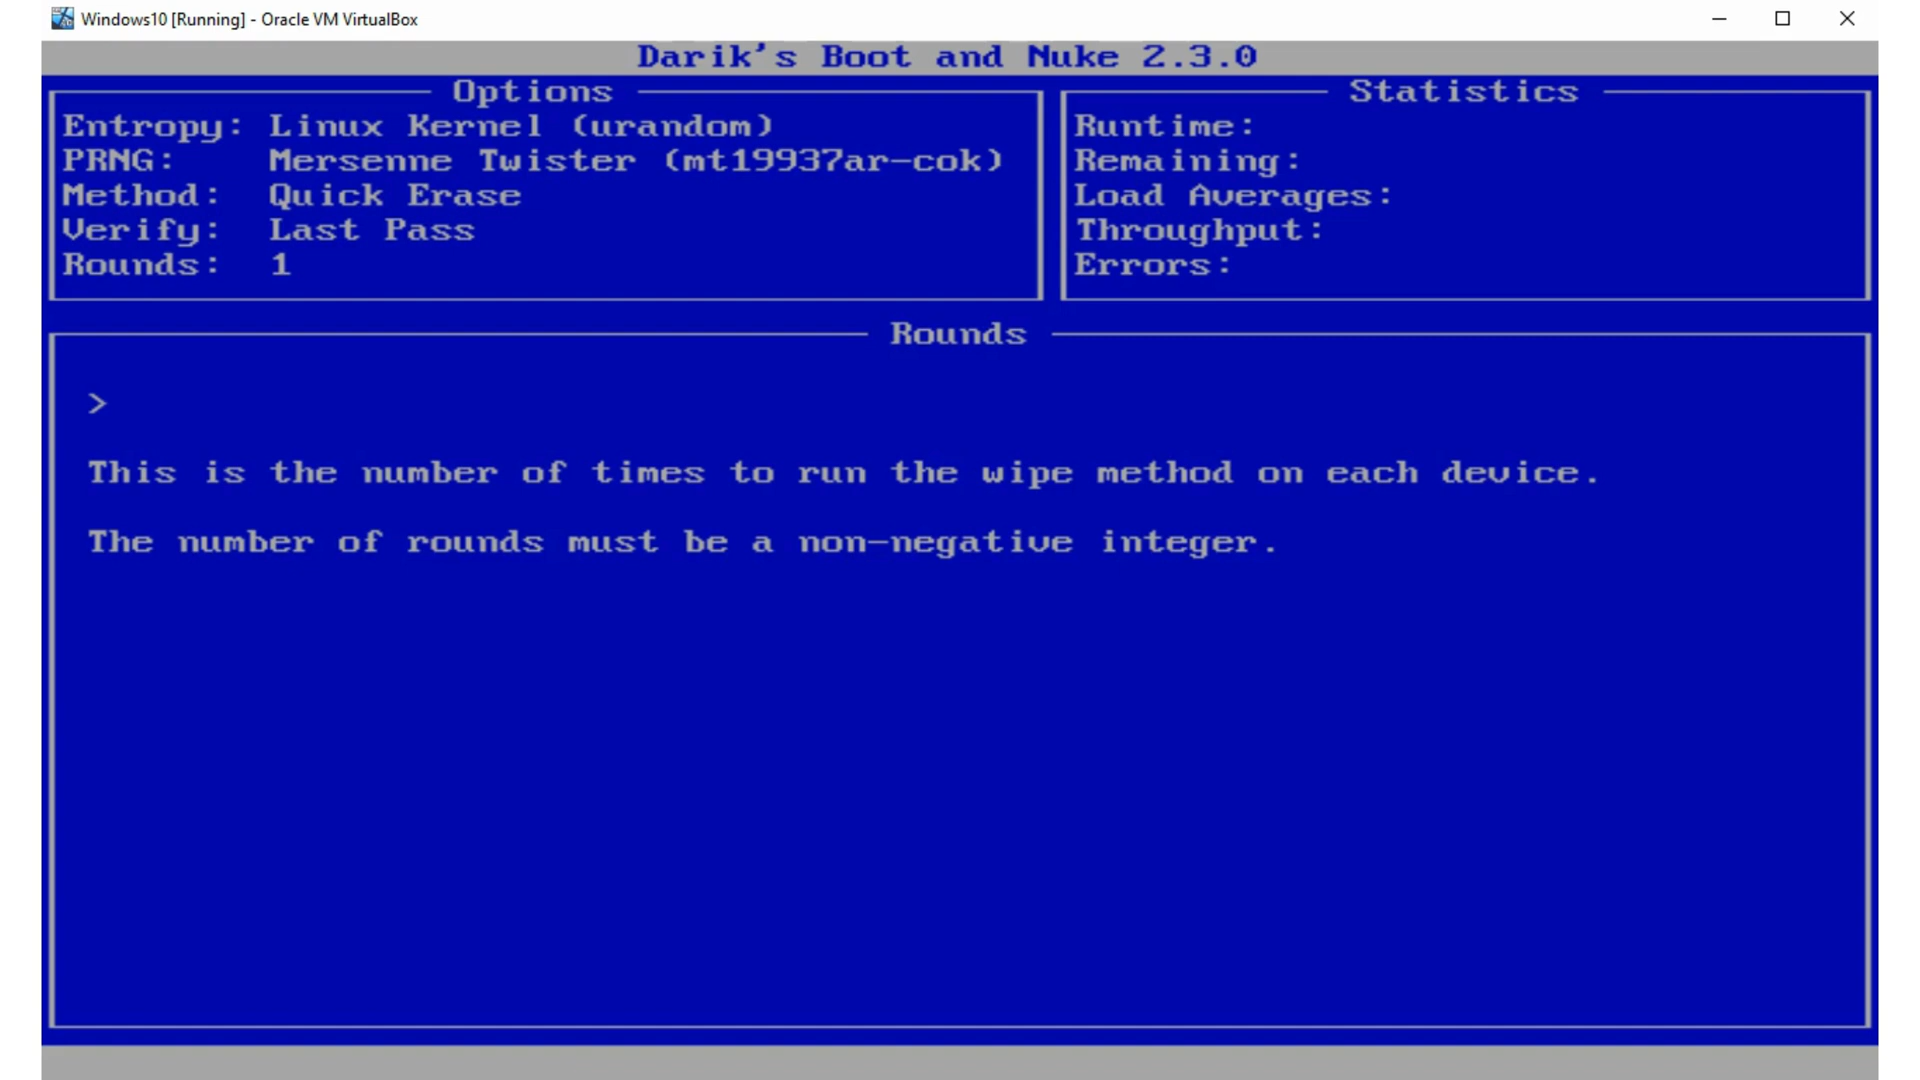 Windows10 [Running] - Oracle VM VirtualBox
Darik's Boot and Nuke 2.3.0
Options
Entropy: Linux Kernel (urandom)
PRNG: Mersenne Twister (mt19937ar-cok)
Method: Quick Erase
Verify: Last Pass
Rounds: 1
Statistics
Runtime:
Remaining:
Load Averages:
Throughput:
Errors:
Rounds
>
This is the number of times to run the wipe method on each device.
The number of rounds must be a non-negative integer.